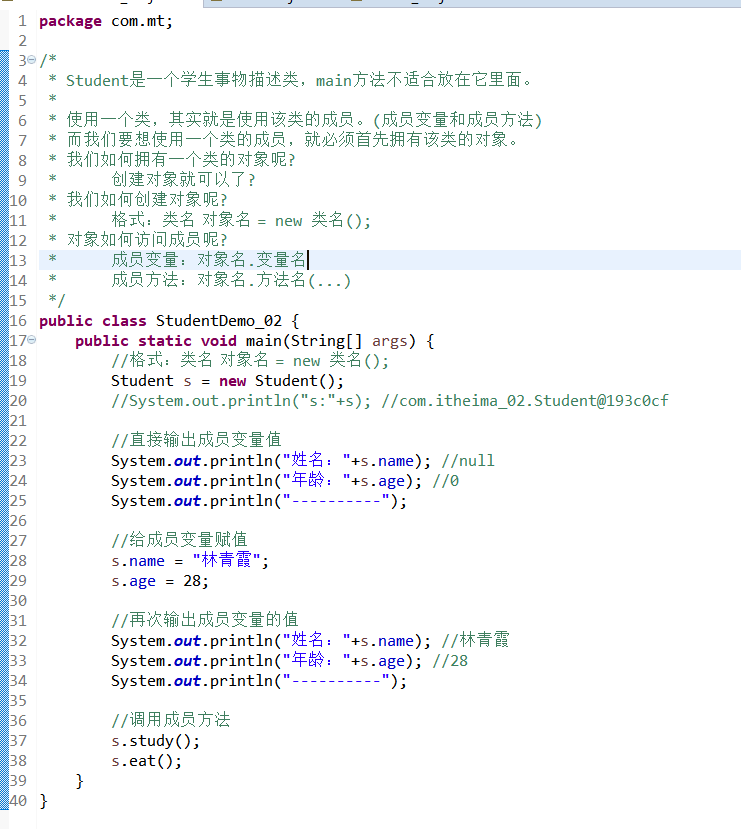 1 package com.mt;
2
3 /*
4  * Student是一个学生事物描述类，main方法不适合放在它里面。
5  *
6  * 使用一个类，其实就是使用该类的成员。(成员变量和成员方法)
7  * 而我们要想使用一个类的成员，就必须首先拥有该类的对象。
8  * 我们如何拥有一个类的对象呢?
9  *      创建对象就可以了?
10  * 我们如何创建对象呢?
11  *      格式：类名 对象名 = new 类名();
12  * 对象如何访问成员呢?
13  *      成员变量：对象名.变量名
14  *      成员方法：对象名.方法名(...)
15  */
16 public class StudentDemo_02 {
17     public static void main(String[] args) {
18         //格式：类名 对象名 = new 类名();
19         Student s = new Student();
20         //System.out.println("s:"+s); //com.itheima_02.Student@193c0cf
21
22         //直接输出成员变量值
23         System.out.println("姓名："+s.name); //null
24         System.out.println("年龄："+s.age); //0
25         System.out.println("----------");
26
27         //给成员变量赋值
28         s.name = "林青霞";
29         s.age = 28;
30
31         //再次输出成员变量的值
32         System.out.println("姓名："+s.name); //林青霞
33         System.out.println("年龄："+s.age); //28
34         System.out.println("----------");
35
36         //调用成员方法
37         s.study();
38         s.eat();
39     }
40 }